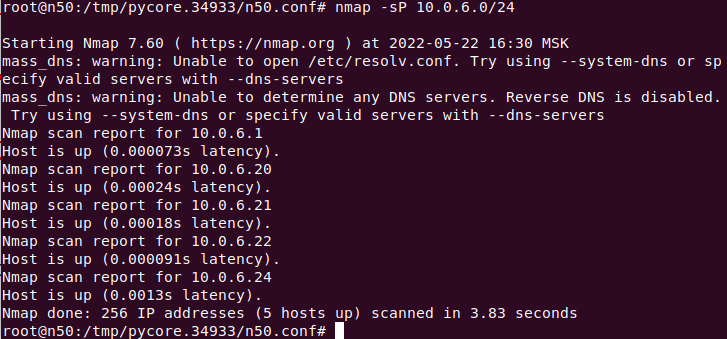 root@n50:/tmp/pycore.34933/n50.conf# nmap -sP 10.0.6.0/24
Starting Nmap 7.60 ( https://nmap.org ) at 2022-05-22 16:30 MSK
mass_dns: warning: Unable to open /etc/resolv.conf. Try using --system-dns or sp
ecify valid servers with --dns-servers
mass_dns: warning: Unable to determine any DNS servers. Reverse DNS is disabled.
 Try using --system-dns or specify valid servers with --dns-servers
Nmap scan report for 10.0.6.1
Host is up (0.000073s latency).
Nmap scan report for 10.0.6.20
Host is up (0.00024s latency).
Nmap scan report for 10.0.6.21
Host is up (0.00018s latency).
Nmap scan report for 10.0.6.22
Host is up (0.000091s latency).
Nmap scan report for 10.0.6.24
Host is up (0.0013s latency).
Nmap done: 256 IP addresses (5 hosts up) scanned in 3.83 seconds
root@n50:/tmp/pycore.34933/n50.conf#